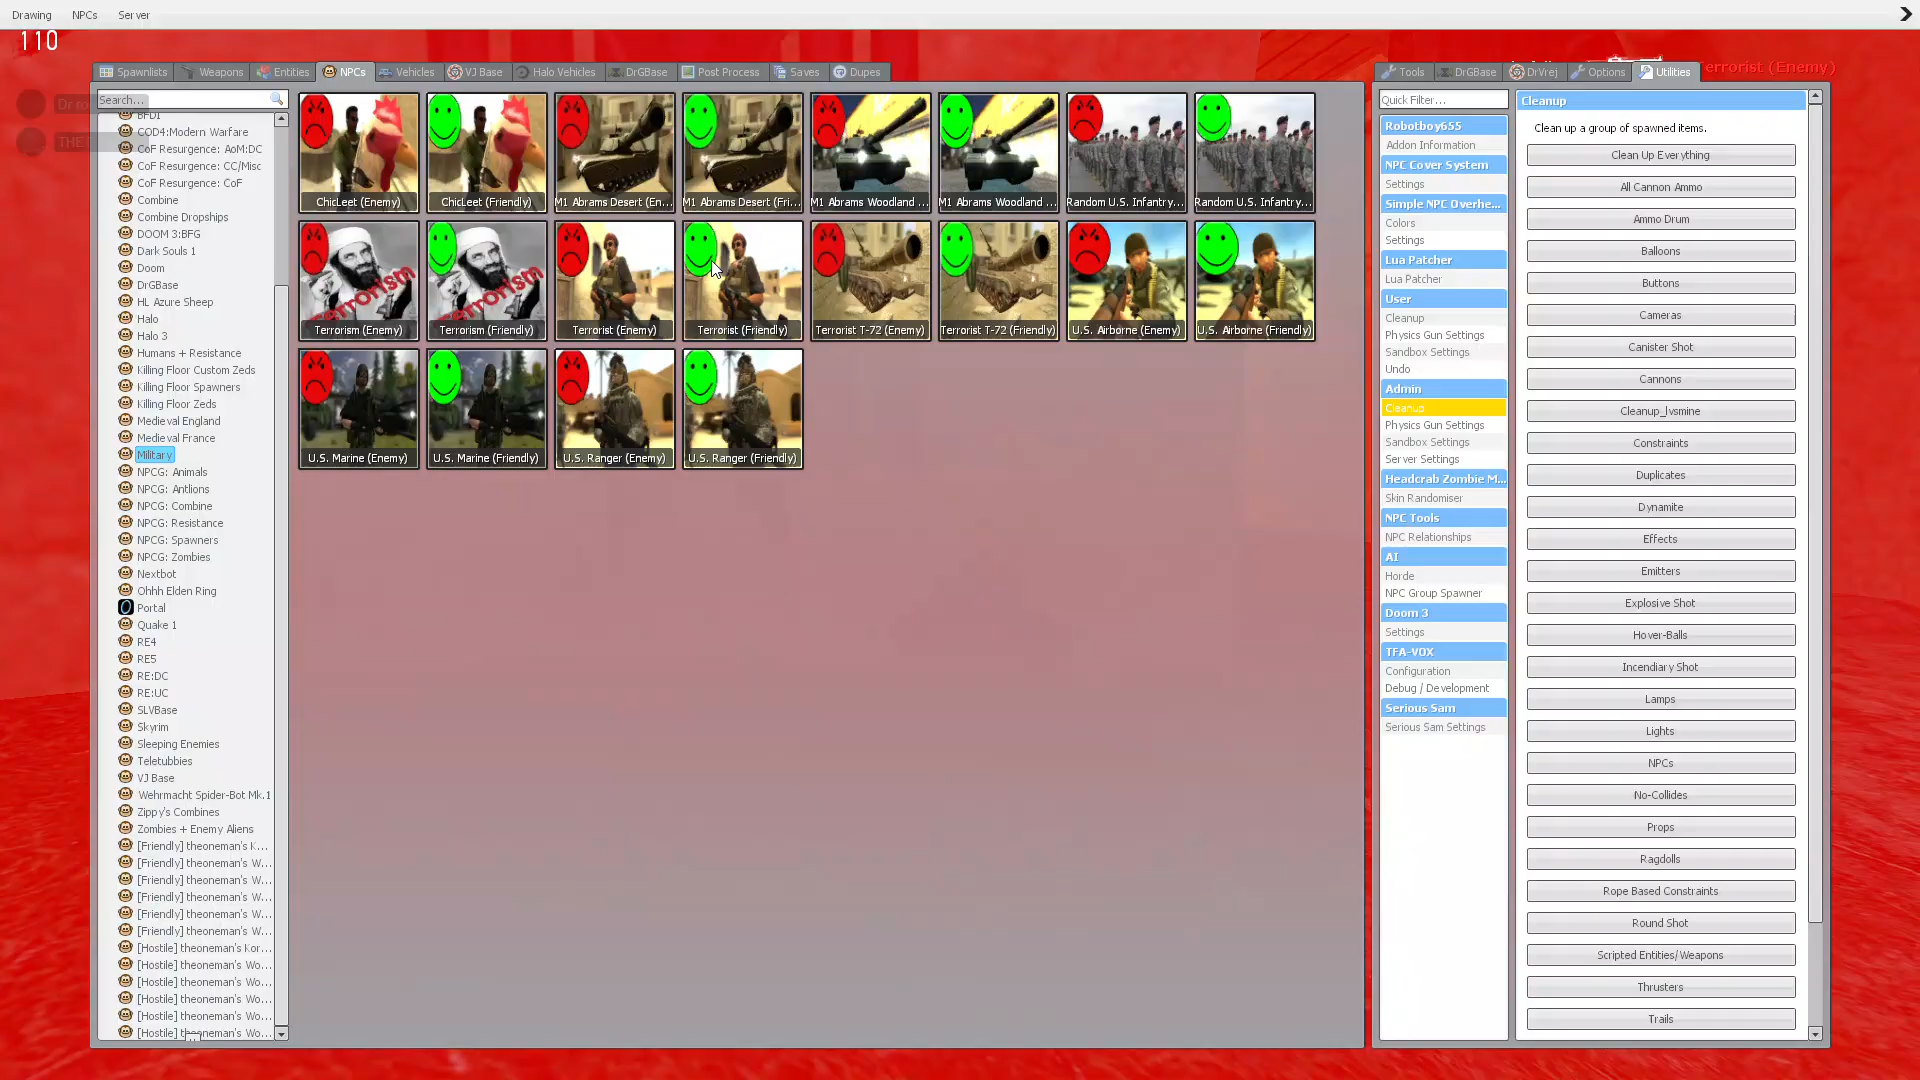 Drawing NPCs Server
110
Terrorist (Enemy)
Spawnlists Weapons Entities NPCs Vehicles VJ Base Halo Vehicles DrGBase Post Process Saves Dupes
Search...
BFDI
COD4:Modern Warfare
CoF Resurgence: AoM:DC
CoF Resurgence: CC/Misc
CoF Resurgence: CoF
Combine
Combine Dropships
DOOM 3:BFG
Dark Souls 1
Doom
DrGBase
HL Azure Sheep
Halo
Halo 3
Humans + Resistance
Killing Floor Custom Zeds
Killing Floor Spawners
Killing Floor Zeds
Medieval England
Medieval France
Military
NPCG: Animals
NPCG: Antlions
NPCG: Combine
NPCG: Resistance
NPCG: Spawners
NPCG: Zombies
Nextbot
Ohhh Elden Ring
Portal
Quake 1
RE4
RE5
RE:DC
RE:UC
SLVBase
Skyrim
Sleeping Enemies
Teletubbies
VJ Base
Wehrmacht Spider-Bot Mk.1
Zippy's Combines
Zombies + Enemy Aliens
[Friendly] theoneman's K...
[Friendly] theoneman's W...
[Friendly] theoneman's W...
[Friendly] theoneman's W...
[Friendly] theoneman's W...
[Friendly] theoneman's W...
[Hostile] theoneman's Kor...
[Hostile] theoneman's Wo...
[Hostile] theoneman's Wo...
[Hostile] theoneman's Wo...
[Hostile] theoneman's Wo...
[Hostile] theoneman's Wo...
ChicLeet (Enemy) ChicLeet (Friendly) M1 Abrams Desert (En... M1 Abrams Desert (Fri... M1 Abrams Woodland ... M1 Abrams Woodland ... Random U.S. Infantry... Random U.S. Infantry...
Terrorism Terrorism
Terrorism (Enemy) Terrorism (Friendly) Terrorist (Enemy) Terrorist (Friendly) Terrorist T-72 (Enemy) Terrorist T-72 (Friendly) U.S. Airborne (Enemy) U.S. Airborne (Friendly)
U.S. Marine (Enemy) U.S. Marine (Friendly) U.S. Ranger (Enemy) U.S. Ranger (Friendly)
Tools DrGBase DrVrej Options Utilities
Quick Filter...
Robotboy655
Addon Information
NPC Cover System
Settings
Simple NPC Overhe...
Colors
Settings
Lua Patcher
Lua Patcher
User
Cleanup
Physics Gun Settings
Sandbox Settings
Undo
Admin
Cleanup
Physics Gun Settings
Sandbox Settings
Server Settings
Headcrab Zombie M...
Skin Randomiser
NPC Tools
NPC Relationships
AI
Horde
NPC Group Spawner
Doom 3
Settings
TFA-VOX
Configuration
Debug / Development
Serious Sam
Serious Sam Settings
Cleanup
Clean up a group of spawned items.
Clean Up Everything
All Cannon Ammo
Ammo Drum
Balloons
Buttons
Cameras
Canister Shot
Cannons
Cleanup_lvsmine
Constraints
Duplicates
Dynamite
Effects
Emitters
Explosive Shot
Hover-Balls
Incendiary Shot
Lamps
Lights
NPCs
No-Collides
Props
Ragdolls
Rope Based Constraints
Round Shot
Scripted Entities/Weapons
Thrusters
Trails